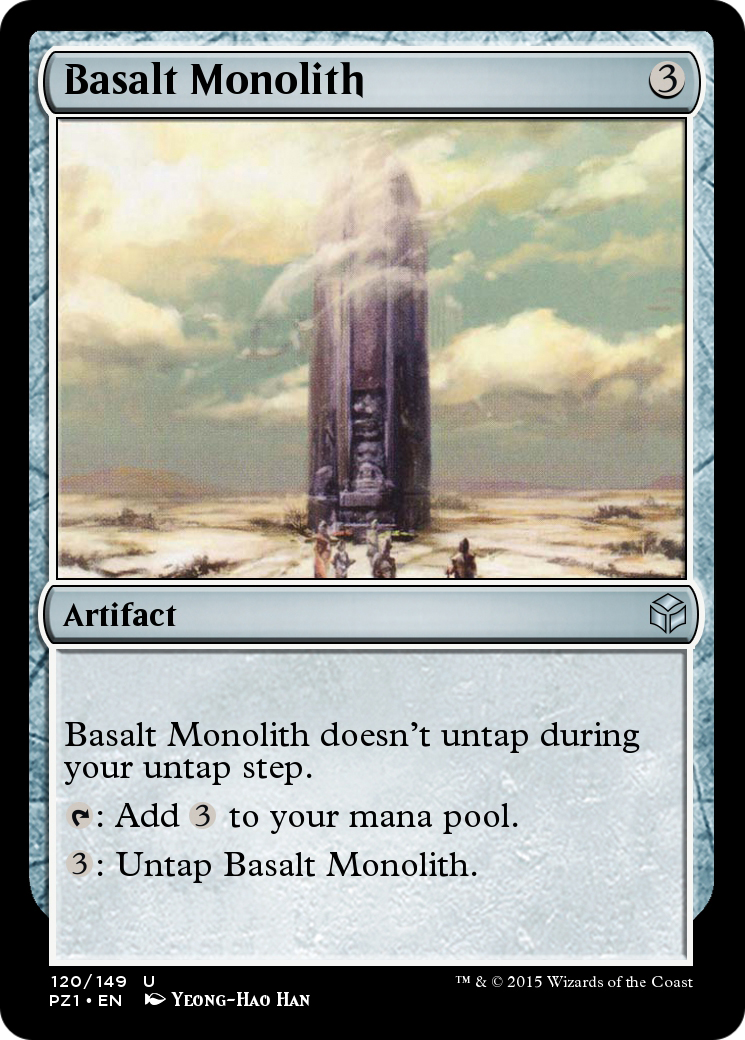 Basalt Monolith 3
Artifact
Basalt Monolith doesn't untap during
your untap step.
: Add 3 to your mana pool.
3: Untap Basalt Monolith.
120/149 U
PZ1 • EN Yeong-Hao Han
™ & © 2015 Wizards of the Coast